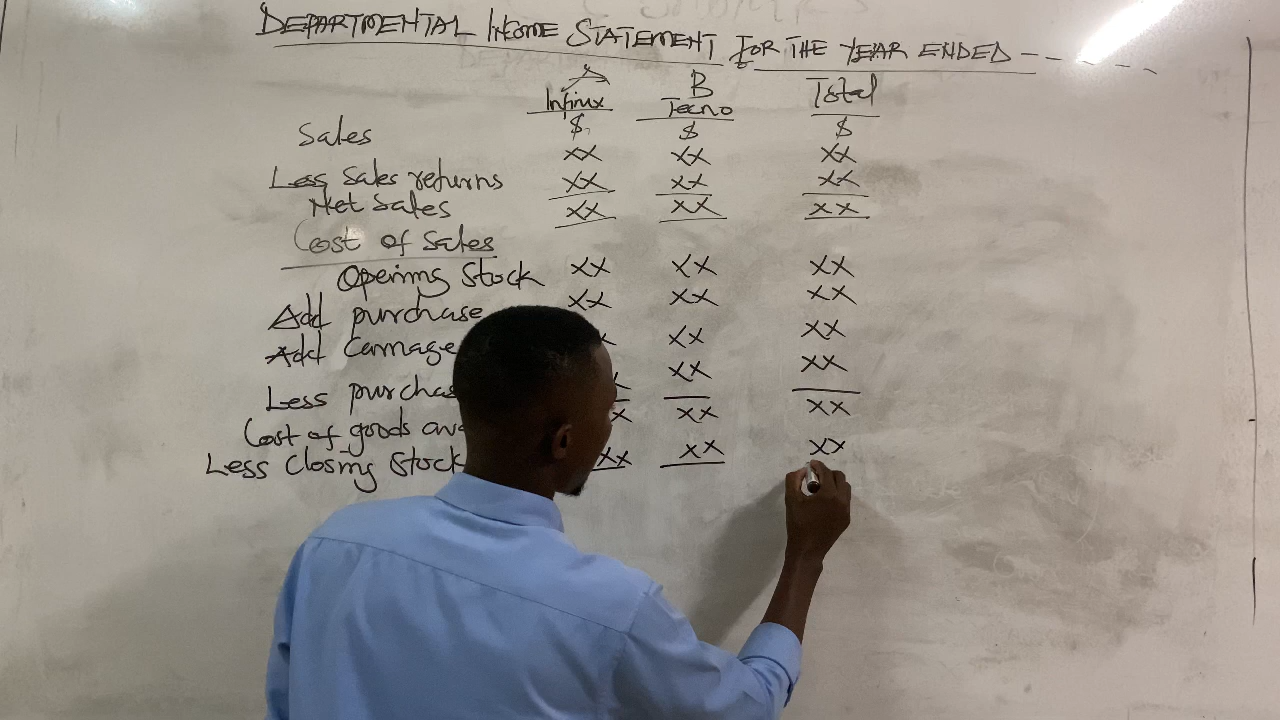 DEPARTMENTAL INCOME STATEMENT FOR THE YEAR ENDED -----
A B Total
Infinix Tecno
$ $ $
Sales XX XX XX
Less Sales returns XX XX XX
Net Sales XX XX XX
Cost of Sales
Opening Stock XX XX XX
Add purchase XX XX XX
Add Carriage XX XX
Less purchas XX XX
Cost of goods ava X XX XX
Less Closing Stock XX XX XX